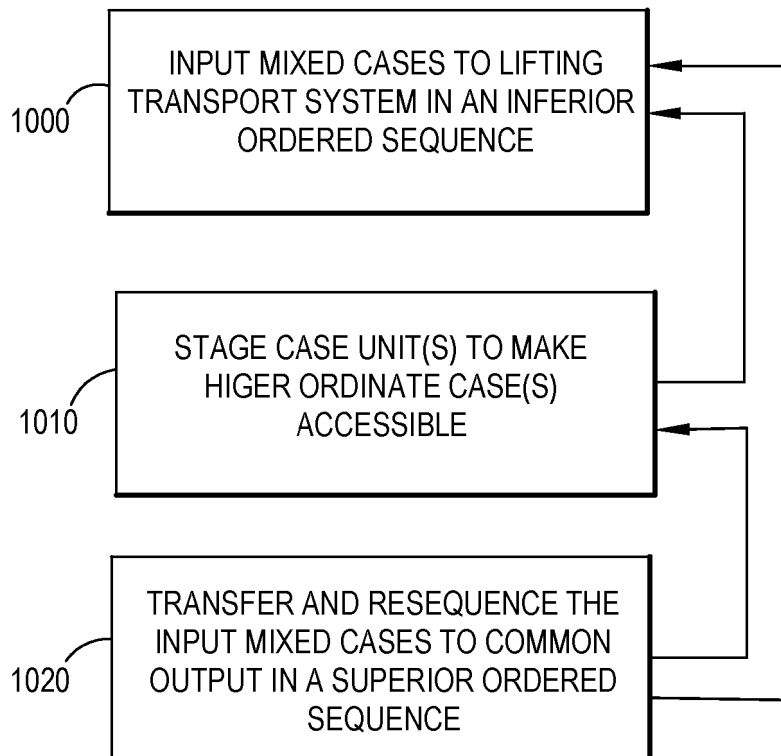 INPUT MIXED CASES TO LIFTING
TRANSPORT SYSTEM IN AN INFERIOR
ORDERED SEQUENCE
1000
STAGE CASE UNIT(S) TO MAKE
HIGER ORDINATE CASE(S)
ACCESSIBLE
1010
TRANSFER AND RESEQUENCE THE
INPUT MIXED CASES TO COMMON
OUTPUT IN A SUPERIOR ORDERED
SEQUENCE
1020